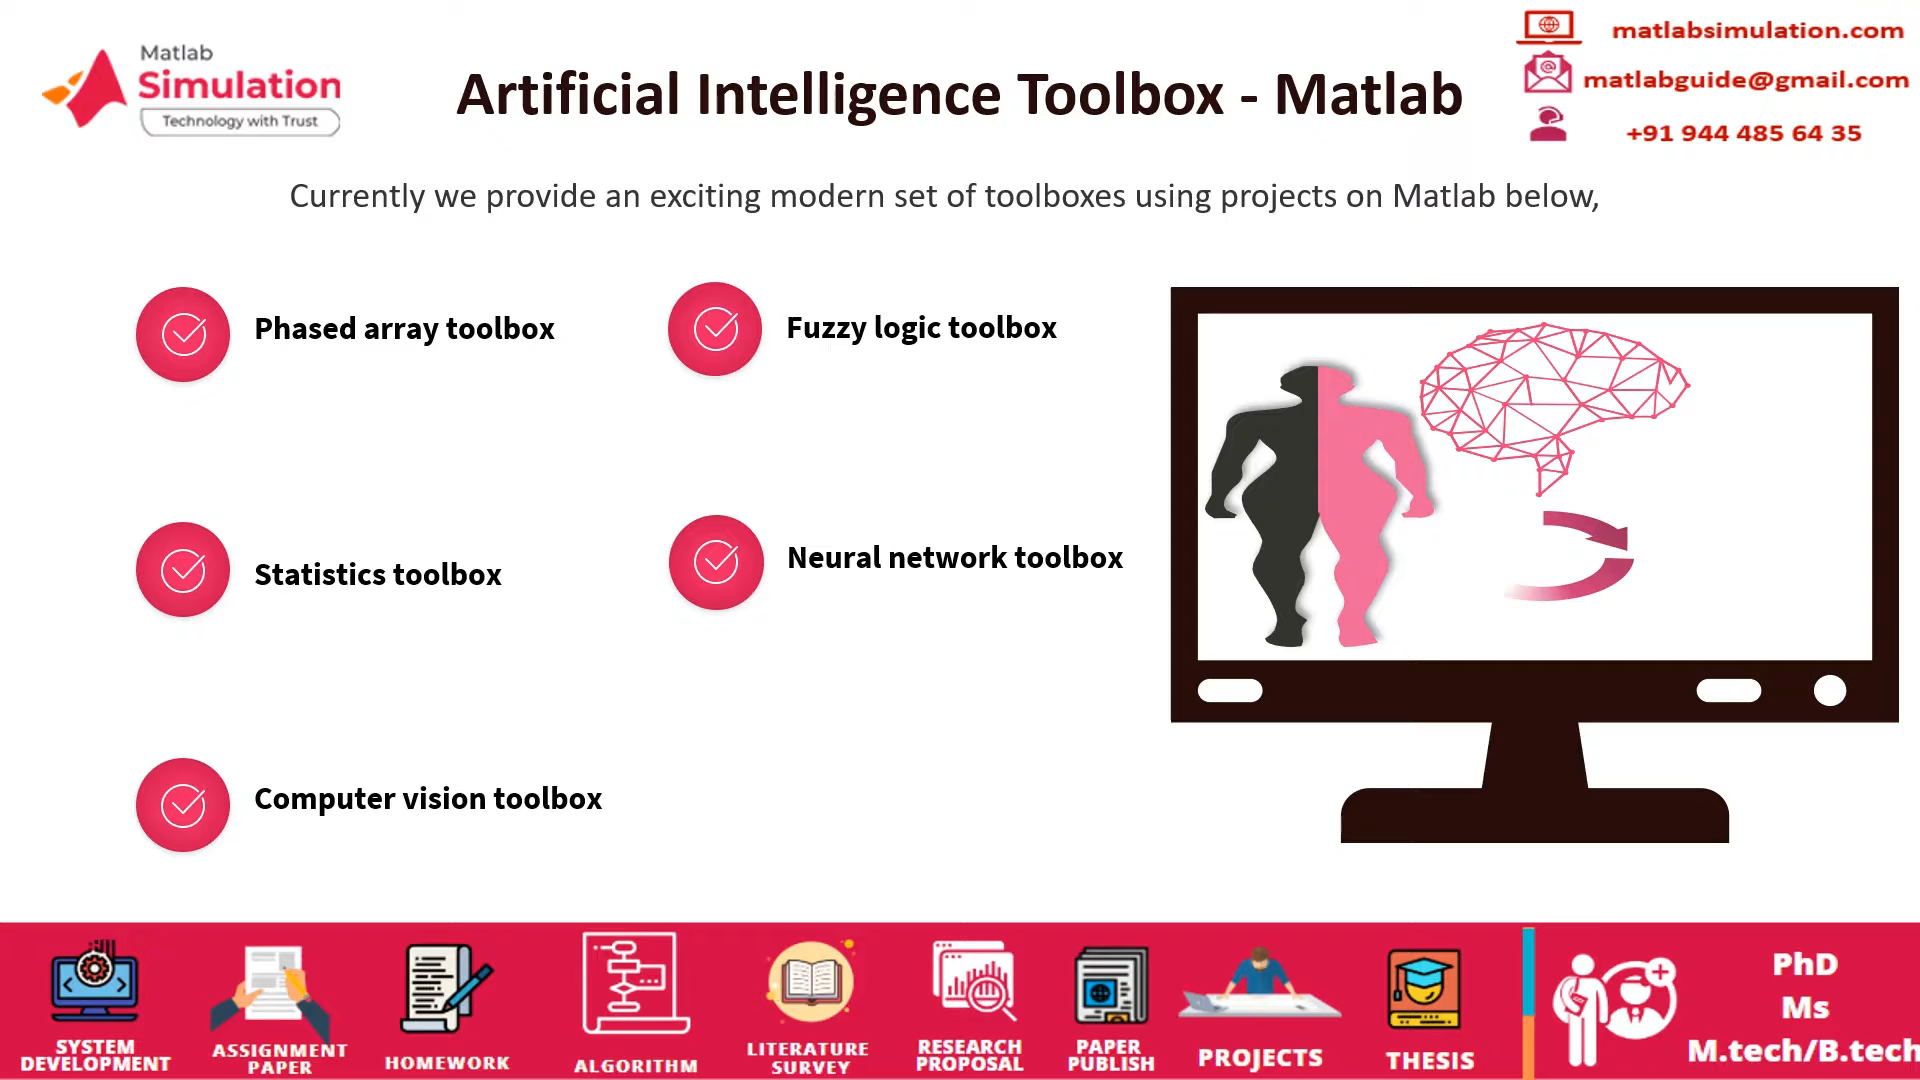 Matlab
Simulation
Technology with Trust
Artificial Intelligence Toolbox - Matlab
matlabsimulation.com
matlabguide@gmail.com
+91 944 485 64 35
Currently we provide an exciting modern set of toolboxes using projects on Matlab below,
Phased array toolbox
Fuzzy logic toolbox
Statistics toolbox
Neural network toolbox
Computer vision toolbox
SYSTEM
DEVELOPMENT
ASSIGNMENT
PAPER
HOMEWORK
ALGORITHM
LITERATURE
SURVEY
RESEARCH
PROPOSAL
PAPER
PUBLISH
PROJECTS
THESIS
PhD
Ms
M.tech/B.tech